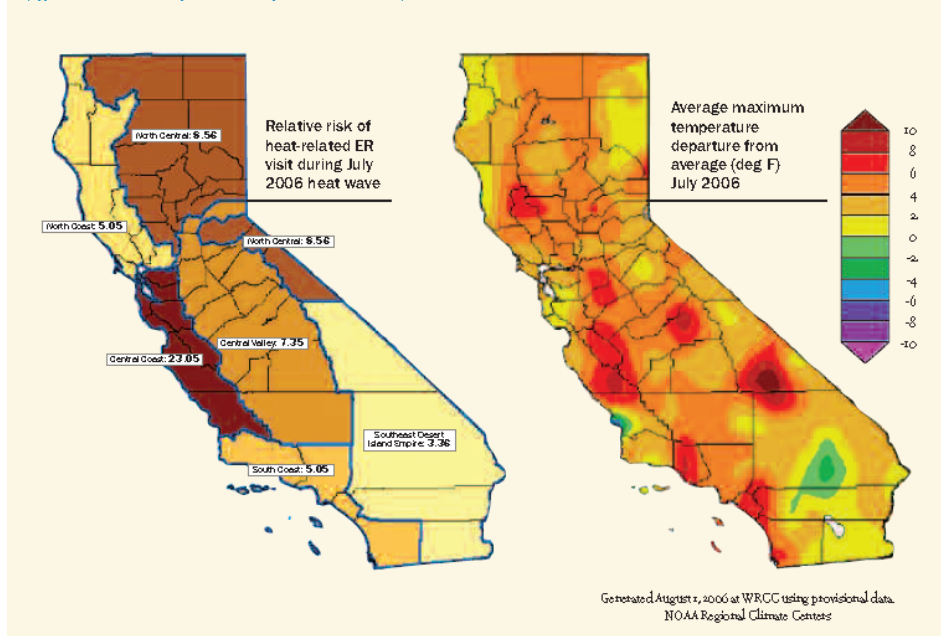 North Central: 8.56
Relative risk of
heat-related ER
visit during July
2006 heat wave
North Coast: 5.05
North Central: 8.56
Central Valley: 7.35
Central Coast: 23.05
Southeast Desert
Island Empire: 3.36
South Coast: 5.05
Average maximum
temperature
departure from
average (deg F)
July 2006
10
8
6
4
2
0
-2
-4
-6
-8
-10
Generated August 1, 2006 at WRCC using provisional data.
NOAA Regional Climate Centers